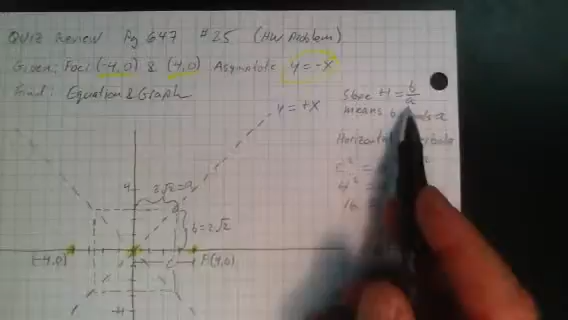 Quiz Review Pg 647 #25 (HW Problem)
Given: Foci (-4,0) & (4,0) Asymptote y = -x
Find: Equation & Graph
y = +x
Slope +1 = b/a
means b
Horizontal
c² =
4² =
16
4
2√2 = a
b = 2√2
(-4,0)
F(4,0)
-4